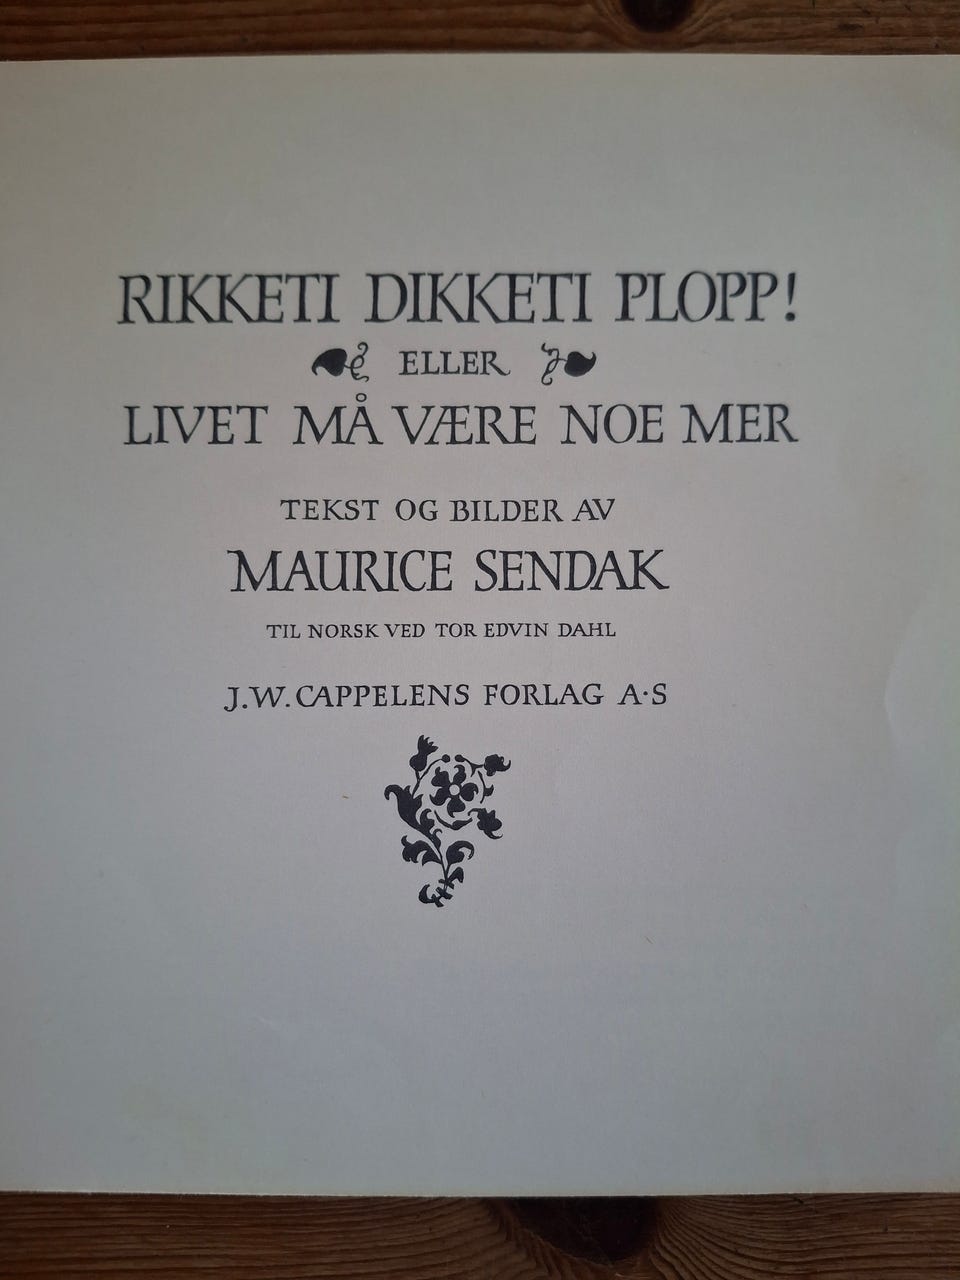 RIKKETI DIKKETI PLOPP!
ELLER
LIVET MÅ VÆRE NOE MER
TEKST OG BILDER AV
MAURICE SENDAK
TIL NORSK VED TOR EDVIN DAHL
J.W. CAPPELENS FORLAG A·S